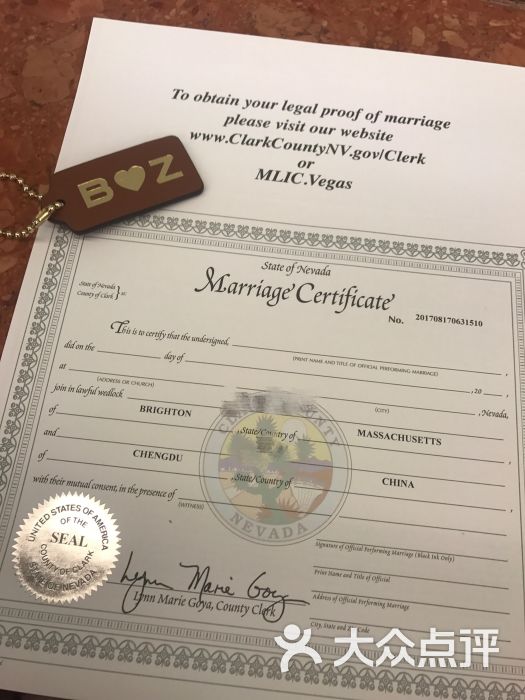 To obtain your legal proof of marriage
please visit our website
www.ClarkCountyNV.gov/Clerk
or
MLIC.Vegas
B♥Z
State of Nevada
State of Nevada
County of Clark } ss:
Marriage Certificate
No. 201708170631510
This is to certify that the undersigned,
(PRINT NAME AND TITLE OF OFFICIAL PERFORMING MARRIAGE)
did on the day of ,20 ,
at , Nevada,
(ADDRESS OR CHURCH) (CITY)
join in lawful wedlock
of BRIGHTON ,State/Country of MASSACHUSETTS
and
of CHENGDU ,State/Country of CHINA
with their mutual consent, in the presence of
(WITNESS)
NEVADA
UNITED STATES OF AMERICA
OF THE
SEAL
COUNTY OF CLARK
STATE OF NEVADA
Signature of Official Performing Marriage (Black Ink Only)
Print Name and Title of Official
Lynn Marie Goya
Lynn Marie Goya, County Clerk
Address of Official Performing Marriage
City, State and Zip Code
大众点评